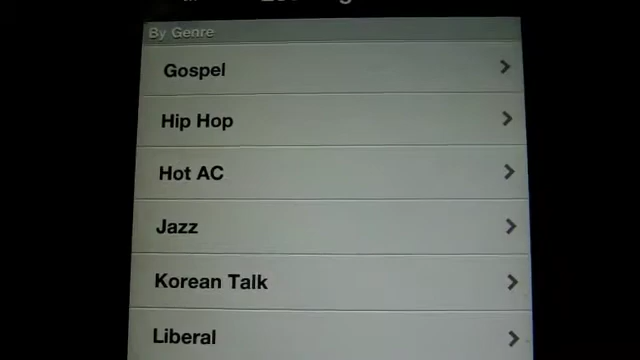 By Genre
Gospel
Hip Hop
Hot AC
Jazz
Korean Talk
Liberal